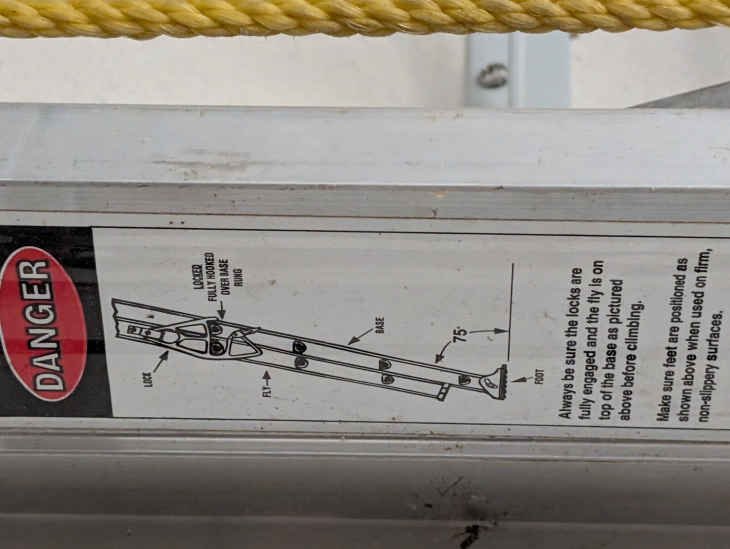 DANGER
LOCKED
FULLY HOOKED
OVER BASE
RUNG
LOCK
BASE
FLY
75°
FOOT
Always be sure the locks are
fully engaged and the fly is on
top of the base as pictured
above before climbing.
Make sure feet are positioned as
shown above when used on firm,
non-slippery surfaces.